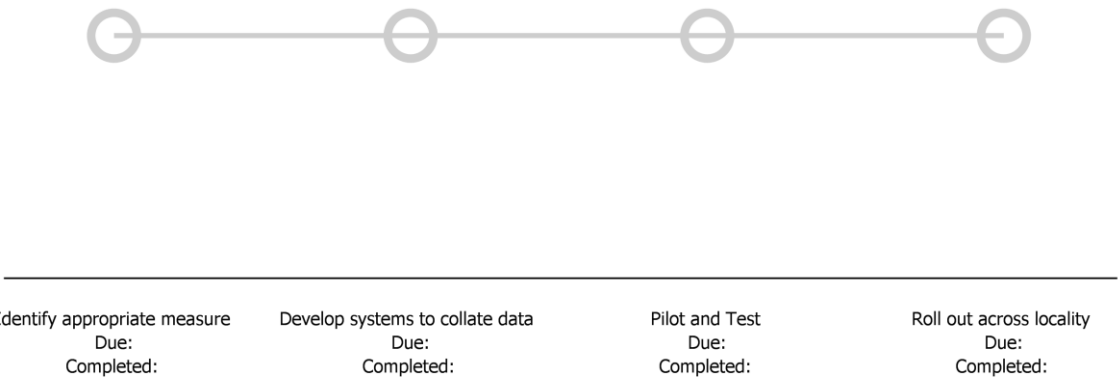 Identify appropriate measure
Due:
Completed:
Develop systems to collate data
Due:
Completed:
Pilot and Test
Due:
Completed:
Roll out across locality
Due:
Completed: